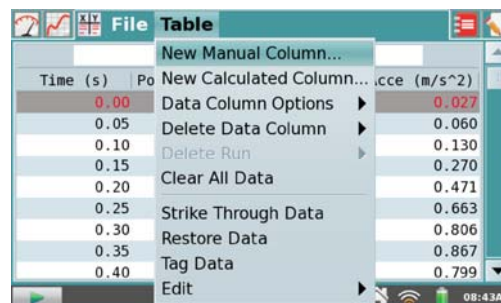 X Y File Table
New Manual Column...
Time (s) Po New Calculated Column... cce (m/s^2)
0.00 Data Column Options 0.027
0.05 Delete Data Column 0.060
0.10 Delete Run 0.130
0.15 Clear All Data 0.270
0.20 0.471
0.25 Strike Through Data 0.663
0.30 Restore Data 0.806
0.35 Tag Data 0.867
0.40 Edit 0.799
08:43A